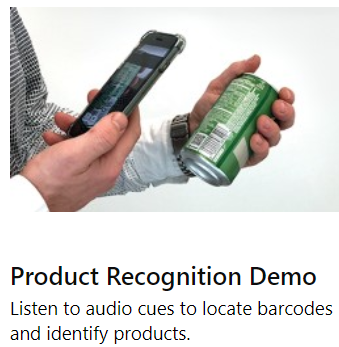 Product Recognition Demo
Listen to audio cues to locate barcodes
and identify products.